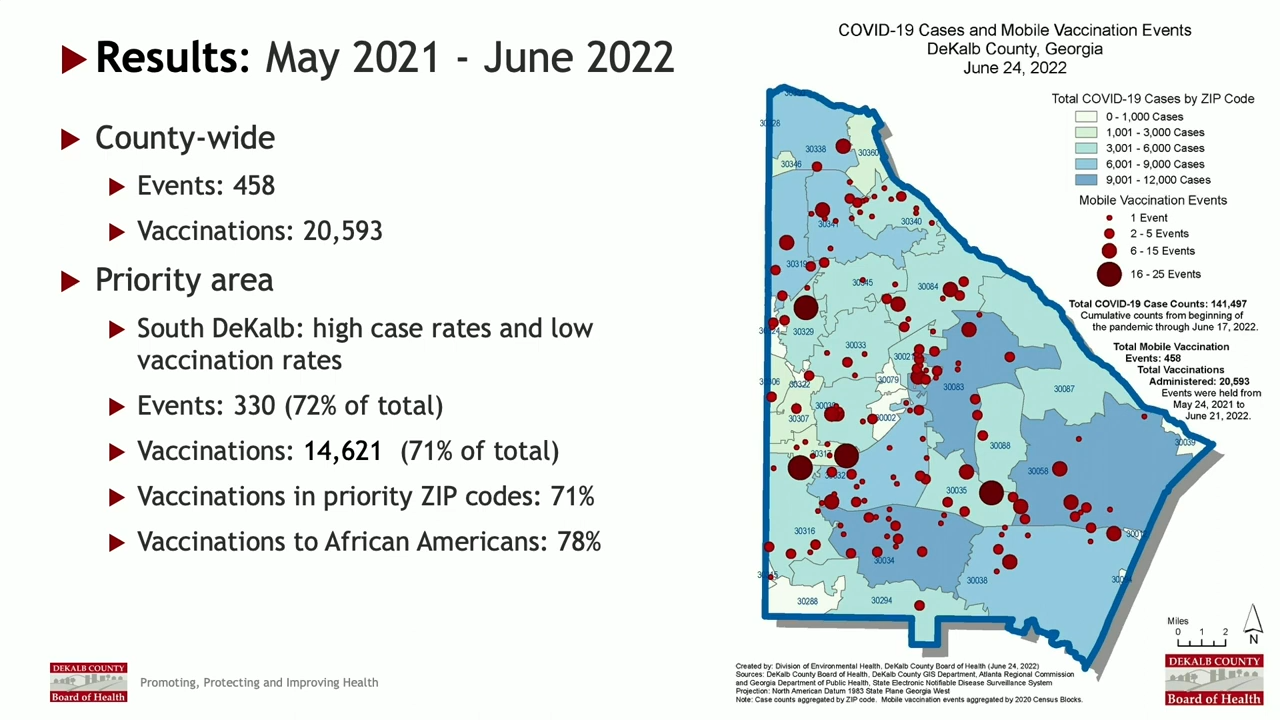 Results: May 2021 - June 2022
County-wide
Events: 458
Vaccinations: 20,593
Priority area
South DeKalb: high case rates and low
vaccination rates
Events: 330 (72% of total)
Vaccinations: 14,621 (71% of total)
Vaccinations in priority ZIP codes: 71%
Vaccinations to African Americans: 78%
DEKALB COUNTY
Board of Health
Promoting, Protecting and Improving Health
COVID-19 Cases and Mobile Vaccination Events
DeKalb County, Georgia
June 24, 2022
Total COVID-19 Cases by ZIP Code
0 - 1,000 Cases
1,001 - 3,000 Cases
3,001 - 6,000 Cases
6,001 - 9,000 Cases
9,001 - 12,000 Cases
Mobile Vaccination Events
1 Event
2 - 5 Events
6 - 15 Events
16 - 25 Events
Total COVID-19 Case Counts: 141,497
Cumulative counts from beginning of
the pandemic through June 17, 2022.
Total Mobile Vaccination
Events: 458
Total Vaccinations
Administered: 20,593
Events were held from
May 24, 2021 to
June 21, 2022.
30338
30360
30346
30340
30341
30319
30345
30084
30329
30033
30079
30083
30087
30307
30002
30088
30039
30058
30035
30316
30034
30038
30288
30294
Miles
0 1 2
N
DEKALB COUNTY
Board of Health
Created by: Division of Environmental Health, DeKalb County Board of Health (June 24, 2022)
Sources: DeKalb County Board of Health, DeKalb County GIS Department, Atlanta Regional Commission
and Georgia Department of Public Health, State Electronic Notifiable Disease Surveillance System
Projection: North American Datum 1983 State Plane Georgia West
Note: Case counts aggregated by ZIP code. Mobile vaccination events aggregated by 2020 Census Blocks.